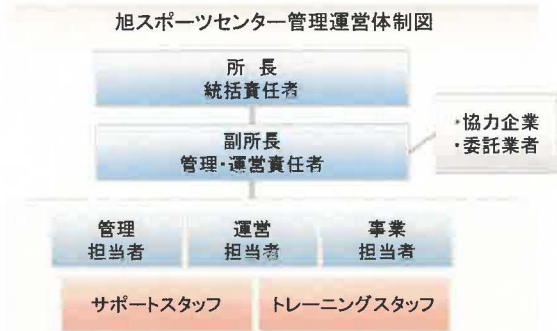 旭スポーツセンター管理運営体制図
所 長
統括責任者
副所長
管理・運営責任者
・協力企業
・委託業者
管理
担当者
運営
担当者
事業
担当者
サポートスタッフ
トレーニングスタッフ